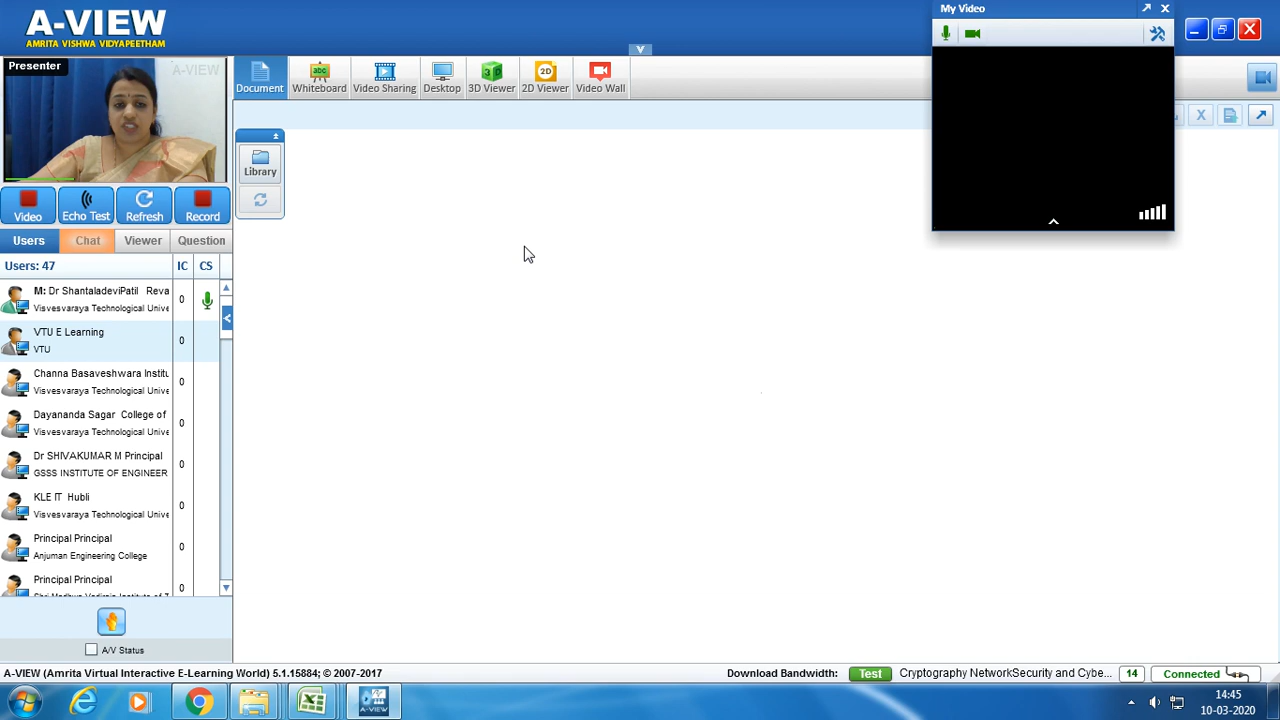 A-VIEW
AMRITA VISHWA VIDYAPEETHAM
My Video
Presenter
A-VIEW
Document
Whiteboard
abc
Video Sharing
Desktop
3D
3D Viewer
2D
2D Viewer
Video Wall
Library
Video
Echo Test
Refresh
Record
Users
Chat
Viewer
Question
Users: 47
IC
CS
M: Dr ShantaladeviPatil Reva
Visvesvaraya Technological Unive
0
VTU E Learning
VTU
0
Channa Basaveshwara Institu
Visvesvaraya Technological Unive
0
Dayananda Sagar College of
Visvesvaraya Technological Unive
0
Dr SHIVAKUMAR M Principal
GSSS INSTITUTE OF ENGINEER
0
KLE IT Hubli
Visvesvaraya Technological Unive
0
Principal Principal
Anjuman Engineering College
0
Principal Principal
0
A/V Status
A-VIEW (Amrita Virtual Interactive E-Learning World) 5.1.15884; © 2007-2017
Download Bandwidth:
Test
Cryptography NetworkSecurity and Cybe...
14
Connected
A-VIEW
14:45
10-03-2020